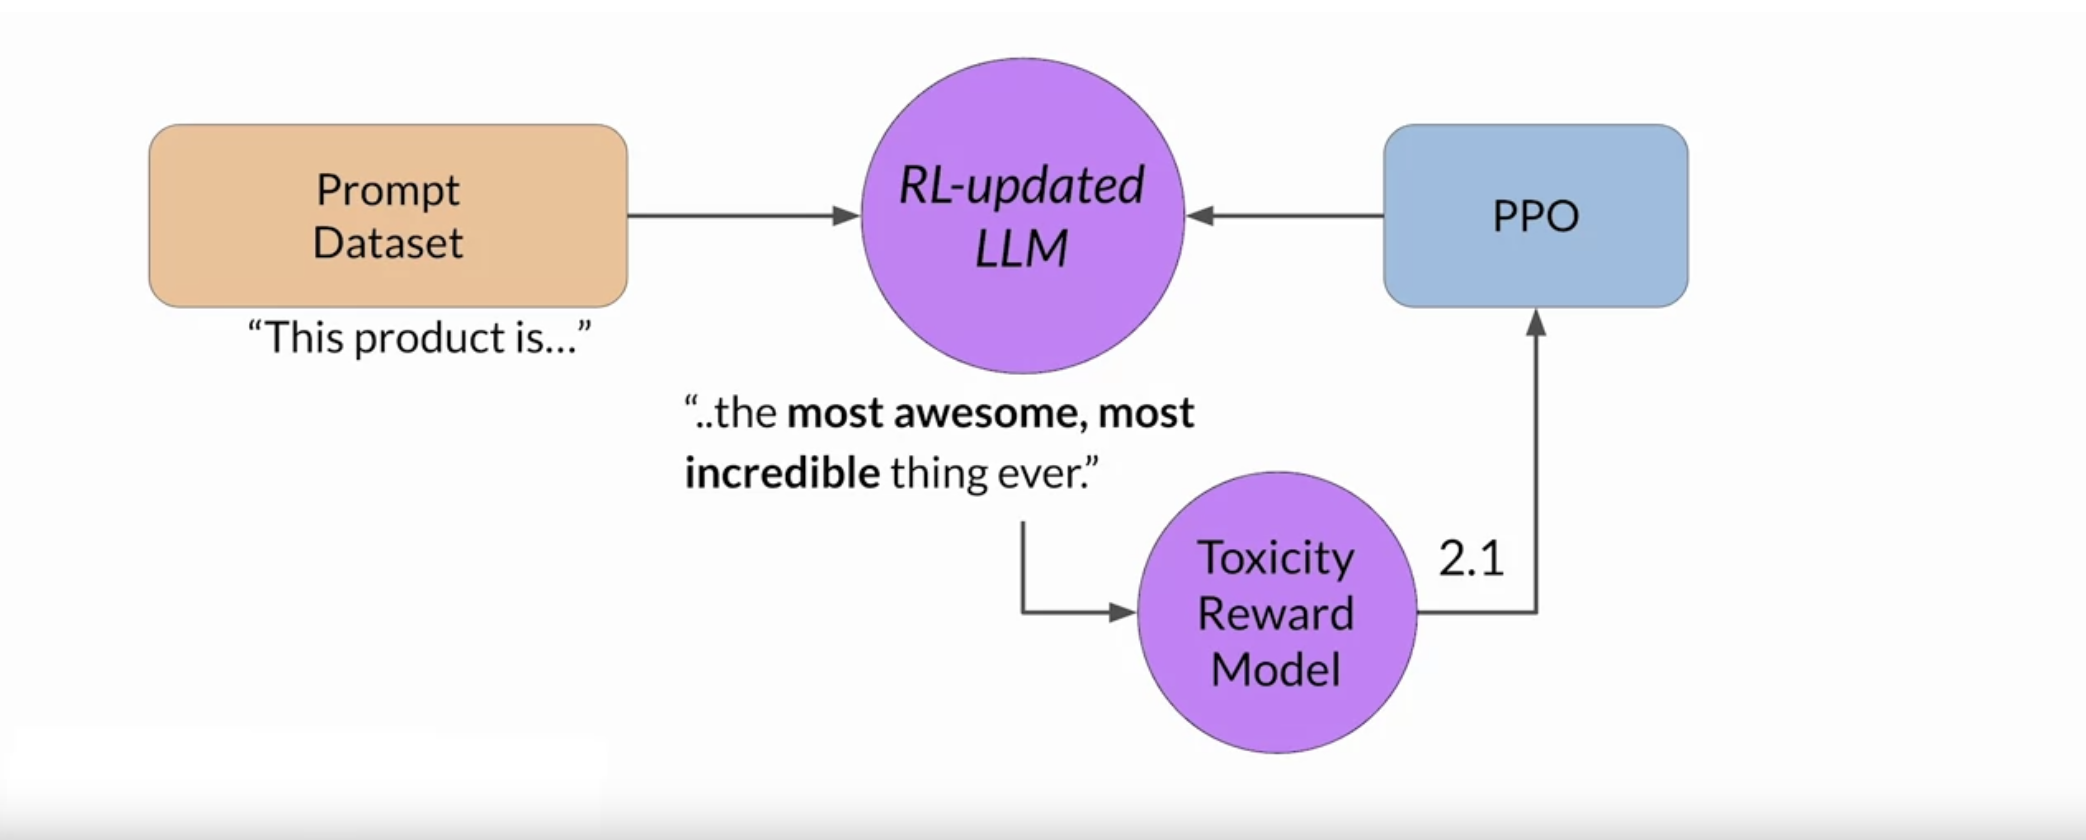 Prompt
Dataset
“This product is...”
RL-updated
LLM
PPO
“..the most awesome, most
incredible thing ever.”
Toxicity
Reward
Model
2.1